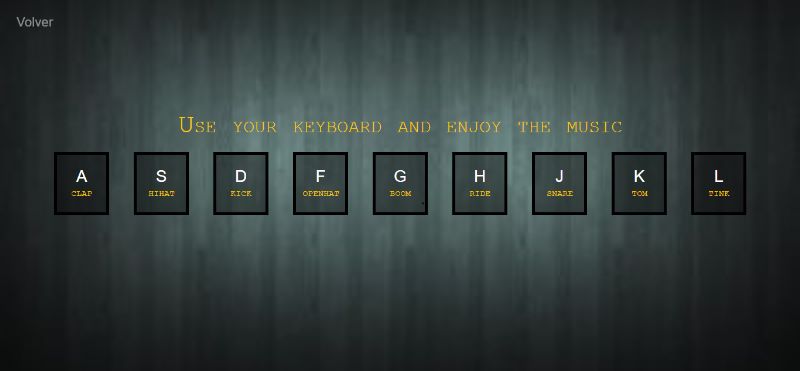 Volver
Use your keyboard and enjoy the music
A S D F G H J K L
CLAP HIHAT KICK OPENHAT BOOM RIDE SNARE TOM TINK